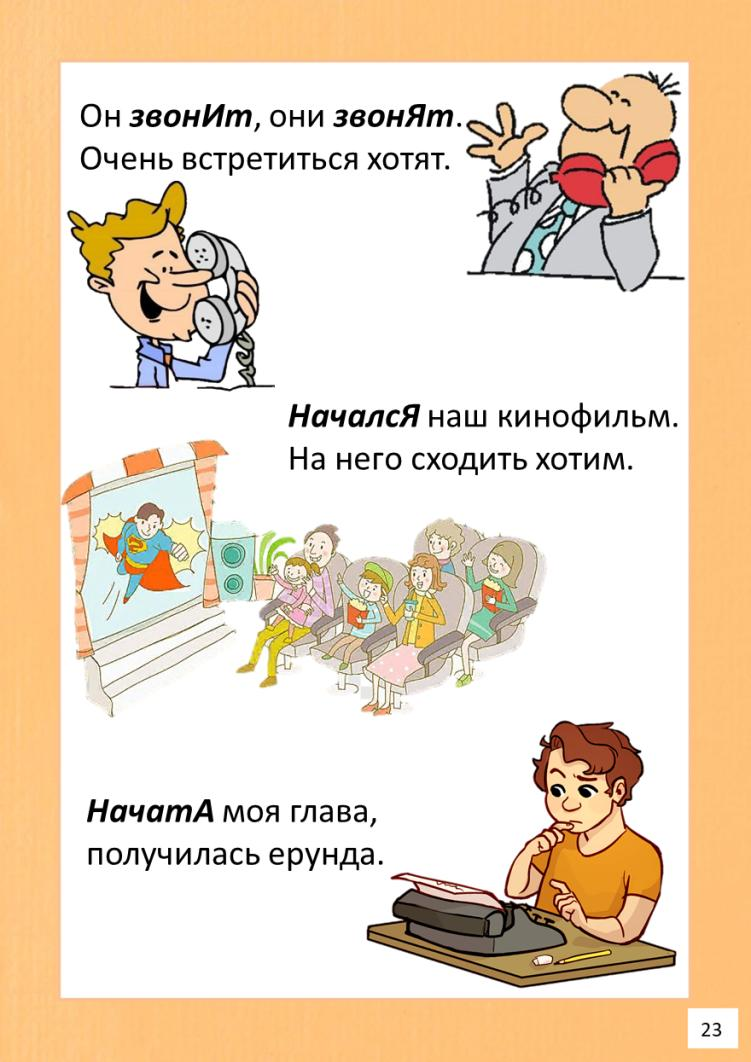 Он звонИт, они звонЯт.
Очень встретиться хотят.
НачалсЯ наш кинофильм.
На него сходить хотим.
НачатА моя глава,
получилась ерунда.
23